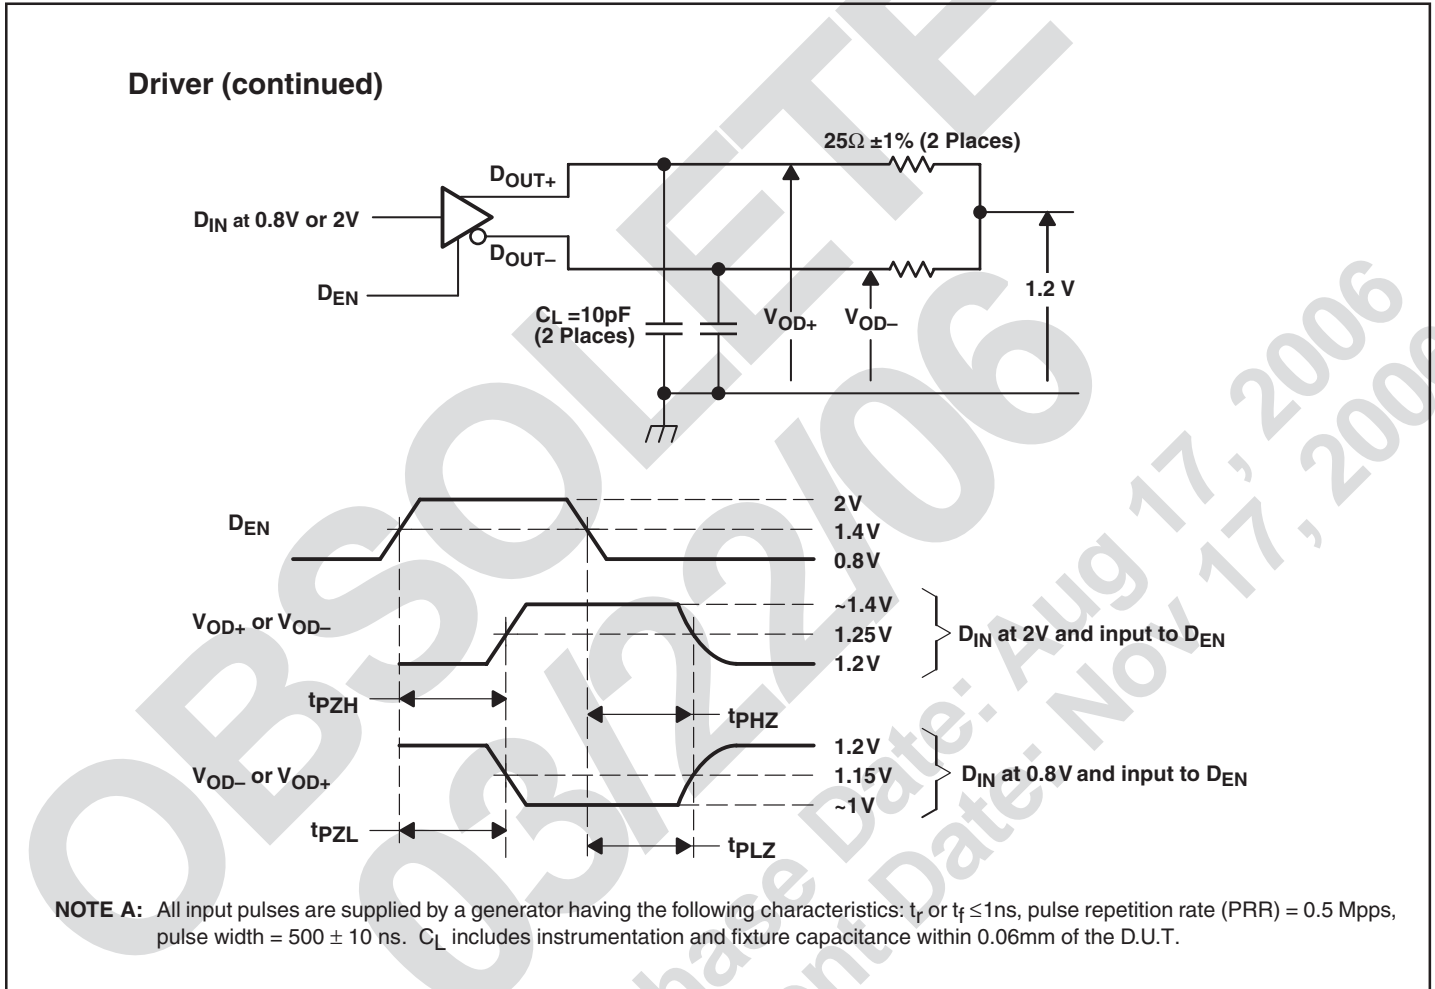 Driver (continued)
25Ω ±1% (2 Places)
DOUT+
DIN at 0.8V or 2V
DOUT–
DEN
CL =10pF
(2 Places)
VOD+
VOD–
1.2 V
DEN
2V
1.4V
0.8V
VOD+ or VOD–
~1.4V
1.25V
1.2V
DIN at 2V and input to DEN
tPZH
tPHZ
VOD– or VOD+
1.2V
1.15V
~1V
DIN at 0.8V and input to DEN
tPZL
tPLZ
NOTE A: All input pulses are supplied by a generator having the following characteristics: tr or tf ≤1ns, pulse repetition rate (PRR) = 0.5 Mpps,
pulse width = 500 ± 10 ns. CL includes instrumentation and fixture capacitance within 0.06mm of the D.U.T.
OBSOLETE
03/22/06
hase Date: Aug 17, 2006
ent Date: Nov 17, 2006